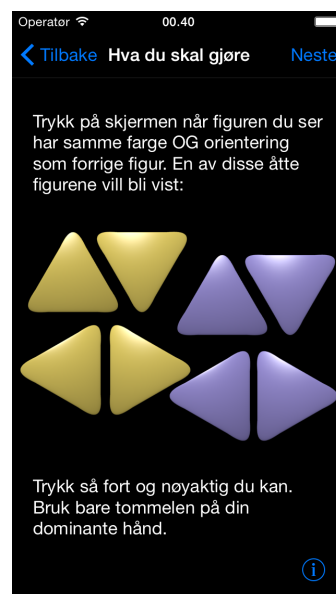 Operatør 00.40
Tilbake Hva du skal gjøre Neste
Trykk på skjermen når figuren du ser
har samme farge OG orientering
som forrige figur. En av disse åtte
figurene vill bli vist:
Trykk så fort og nøyaktig du kan.
Bruk bare tommelen på din
dominante hånd.